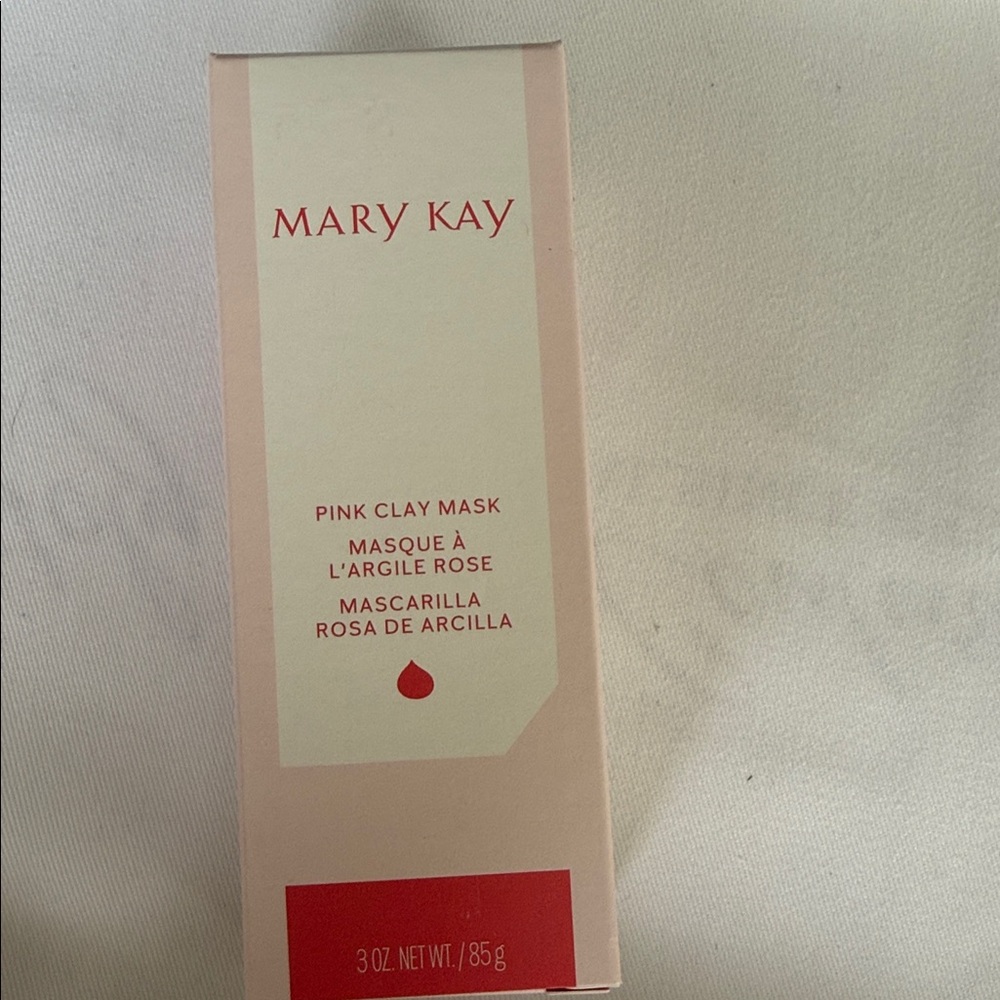 MARY KAY
PINK CLAY MASK
MASQUE À
L'ARGILE ROSE
MASCARILLA
ROSA DE ARCILLA
3 OZ. NET WT. / 85 g